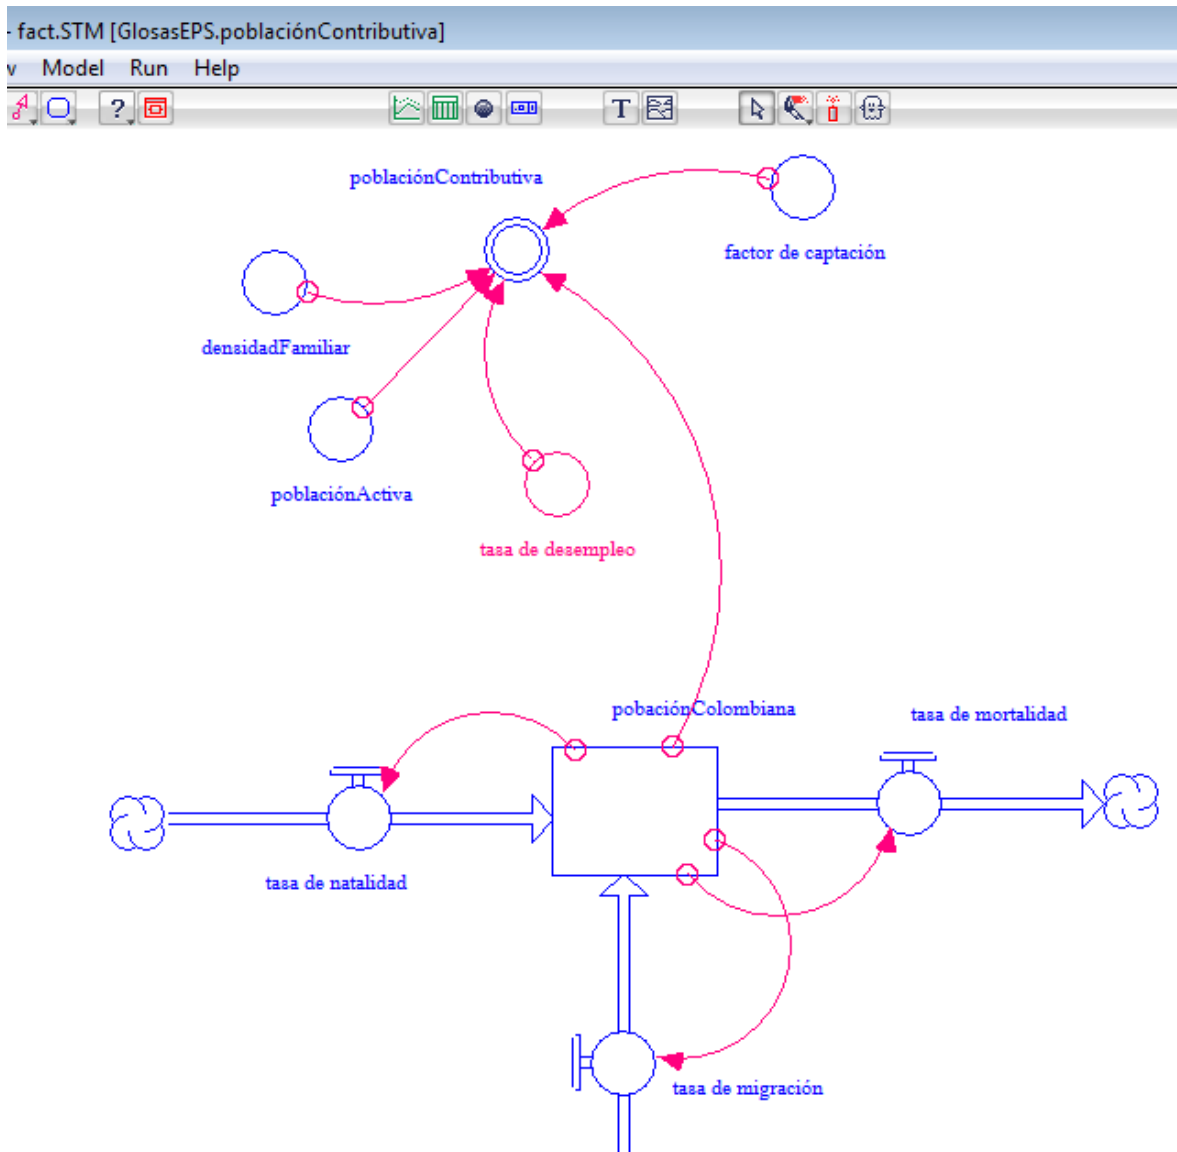 - fact.STM [GlosasEPS.poblaciónContributiva]
w Model Run Help
?
T
poblaciónContributiva
factor de captación
densidadFamiliar
poblaciónActiva
tasa de desempleo
pobaciónColombiana
tasa de mortalidad
tasa de natalidad
tasa de migración